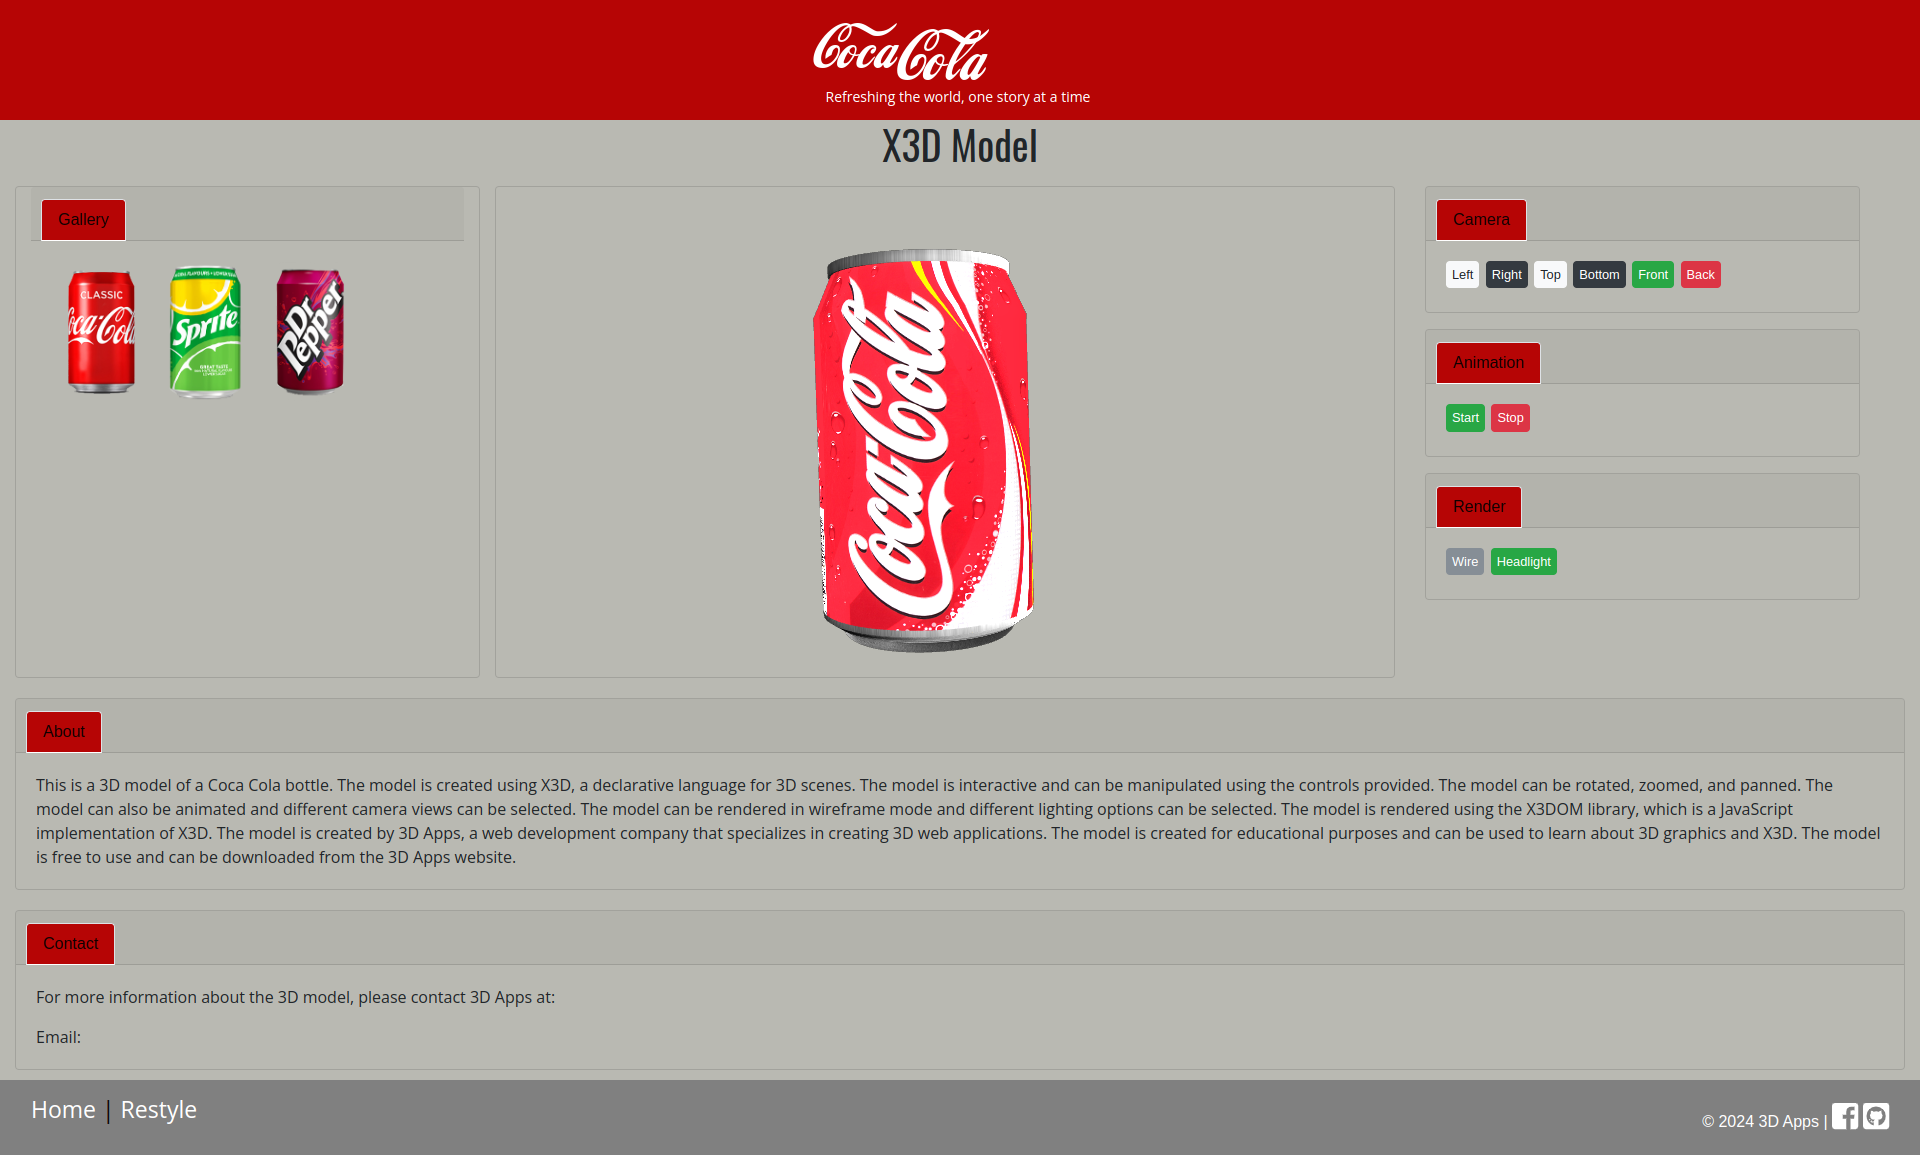 Coca Cola
Refreshing the world, one story at a time
X3D Model
Gallery
CLASSIC
Coca-Cola
Sprite
GREAT TASTE
Dr
Pepper
Coca-Cola
Camera
Left Right Top Bottom Front Back
Animation
Start Stop
Render
Wire Headlight
About
This is a 3D model of a Coca Cola bottle. The model is created using X3D, a declarative language for 3D scenes. The model is interactive and can be manipulated using the controls provided. The model can be rotated, zoomed, and panned. The
model can also be animated and different camera views can be selected. The model can be rendered in wireframe mode and different lighting options can be selected. The model is rendered using the X3DOM library, which is a JavaScript
implementation of X3D. The model is created by 3D Apps, a web development company that specializes in creating 3D web applications. The model is created for educational purposes and can be used to learn about 3D graphics and X3D. The model
is free to use and can be downloaded from the 3D Apps website.
Contact
For more information about the 3D model, please contact 3D Apps at:
Email:
Home | Restyle
© 2024 3D Apps |